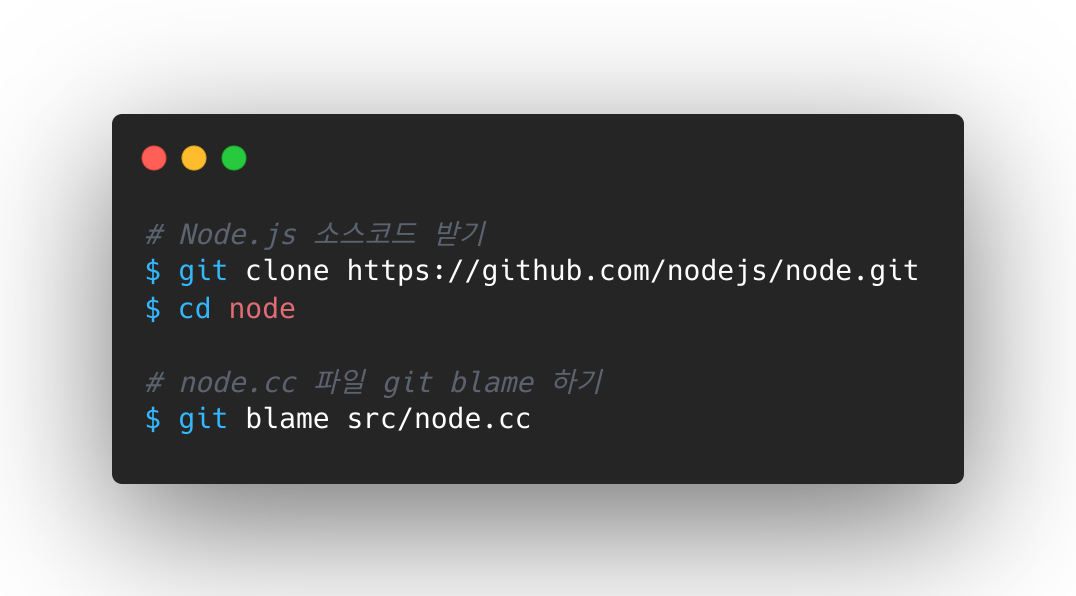 # Node.js 소스코드 받기
$ git clone https://github.com/nodejs/node.git
$ cd node
# node.cc 파일 git blame 하기
$ git blame src/node.cc